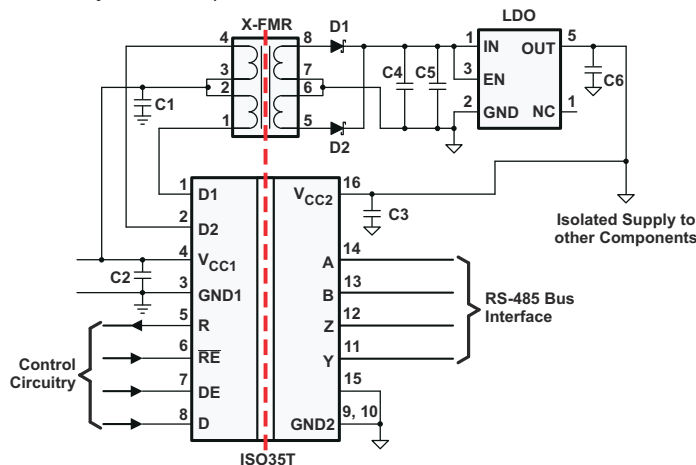 X-FMR
D1
LDO
4
8
1
IN
OUT
5
3
7
C4
C5
3
EN
C6
2
6
C1
2
GND
NC
1
1
5
D2
1
D1
16
VCC2
2
D2
C3
Isolated Supply to
other Components
4
VCC1
14
A
C2
3
GND1
13
B
RS-485 Bus
Interface
5
R
12
Z
Control
Circuitry
6
RE
11
Y
7
DE
15
8
D
9, 10
GND2
ISO35T